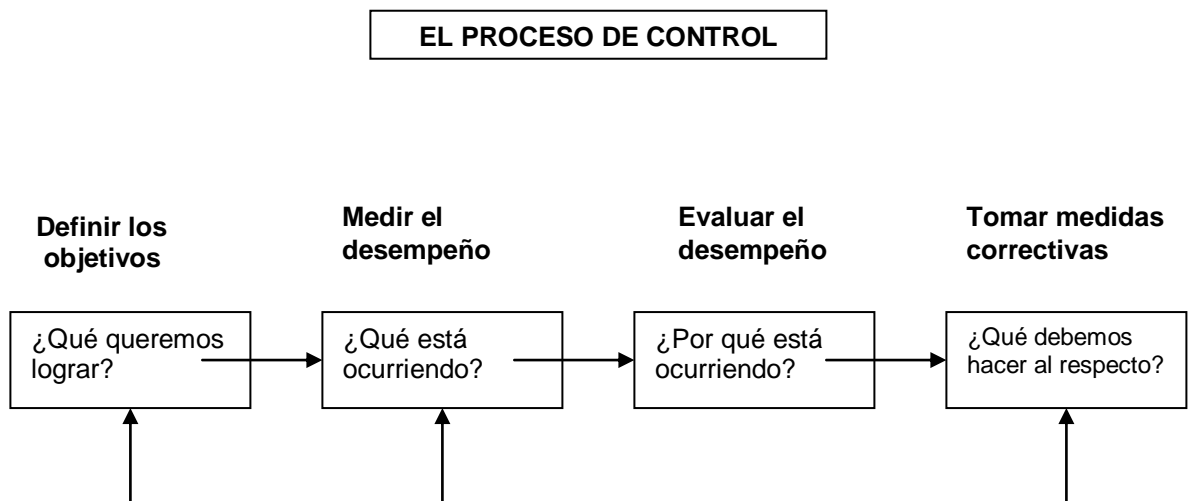 EL PROCESO DE CONTROL
Definir los
objetivos
Medir el
desempeño
Evaluar el
desempeño
Tomar medidas
correctivas
¿Qué queremos
lograr?
¿Qué está
ocurriendo?
¿Por qué está
ocurriendo?
¿Qué debemos
hacer al respecto?